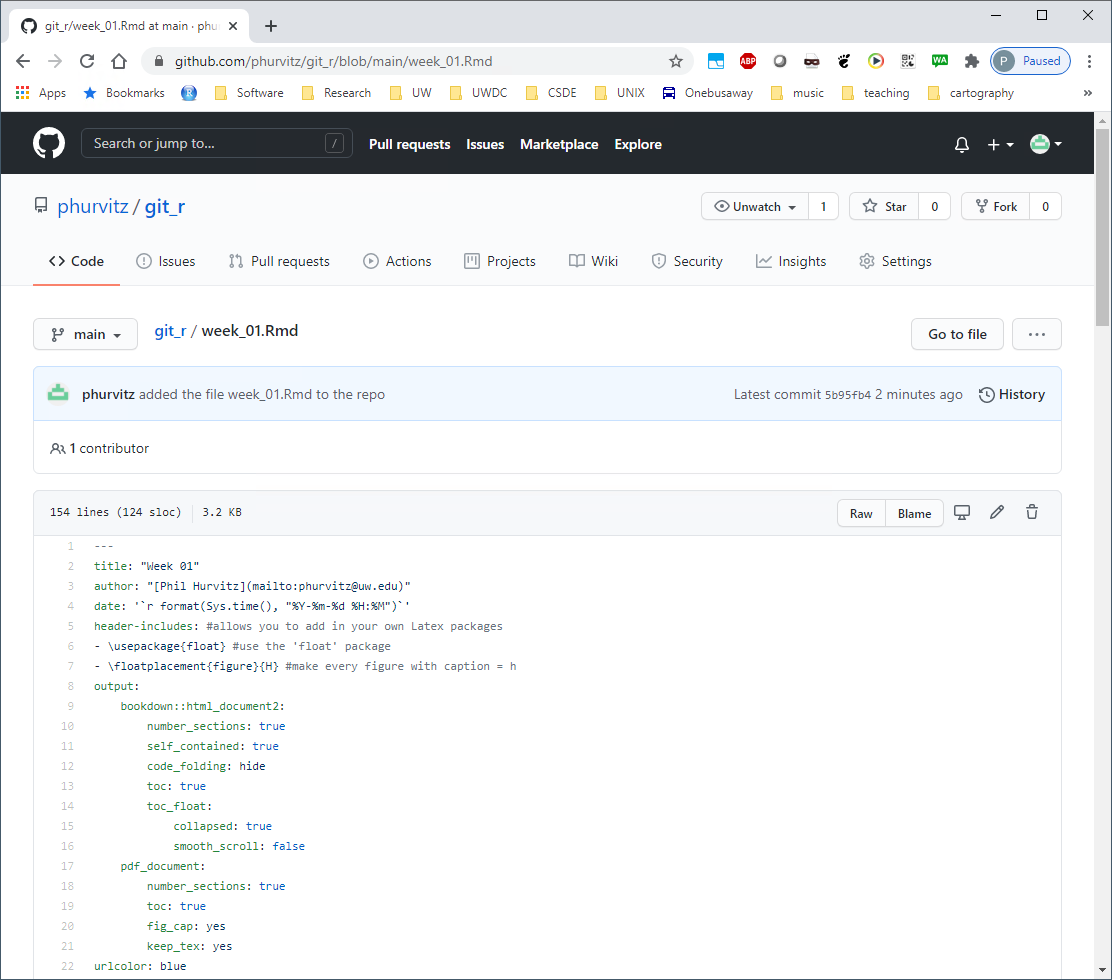 git_r/week_01.Rmd at main · phu
github.com/phurvitz/git_r/blob/main/week_01.Rmd
ABP
WA
P Paused
Apps Bookmarks R Software Research UW UWDC CSDE UNIX Onebusaway music teaching cartography »
Search or jump to... / Pull requests Issues Marketplace Explore
phurvitz / git_r Unwatch 1 Star 0 Fork 0
Code Issues Pull requests Actions Projects Wiki Security Insights Settings
main git_r / week_01.Rmd Go to file ...
phurvitz added the file week_01.Rmd to the repo Latest commit 5b95fb4 2 minutes ago History
1 contributor
154 lines (124 sloc) 3.2 KB Raw Blame
1 ---
2 title: "Week 01"
3 author: "[Phil Hurvitz](mailto:phurvitz@uw.edu)"
4 date: '`r format(Sys.time(), "%Y-%m-%d %H:%M")`'
5 header-includes: #allows you to add in your own Latex packages
6 - \usepackage{float} #use the 'float' package
7 - \floatplacement{figure}{H} #make every figure with caption = h
8 output:
9     bookdown::html_document2:
10         number_sections: true
11         self_contained: true
12         code_folding: hide
13         toc: true
14         toc_float:
15             collapsed: true
16             smooth_scroll: false
17     pdf_document:
18         number_sections: true
19         toc: true
20         fig_cap: yes
21         keep_tex: yes
22 urlcolor: blue